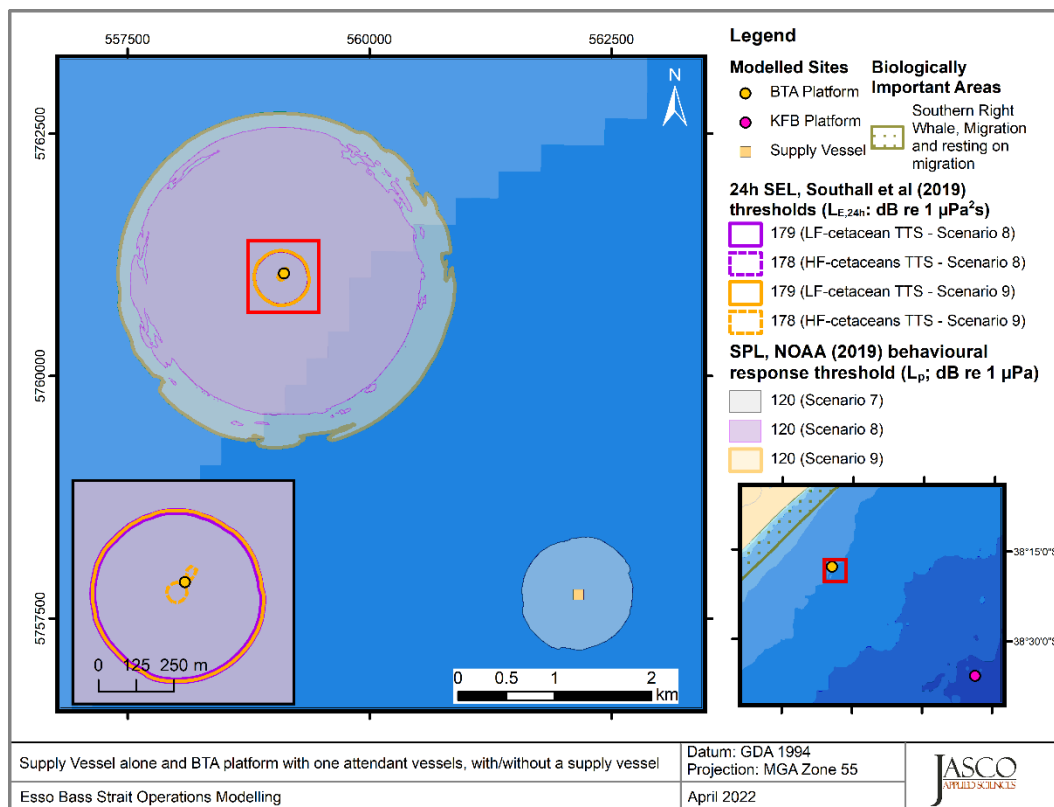 557500
560000
562500
5762500
5760000
5757500
N
0 125 250 m
0 0.5 1 2
km
Legend
Modelled Sites
BTA Platform
KFB Platform
Supply Vessel
Biologically
Important Areas
Southern Right
Whale, Migration
and resting on
migration
24h SEL, Southall et al (2019)
thresholds (LE,24h: dB re 1 µPa²s)
179 (LF-cetacean TTS - Scenario 8)
178 (HF-cetaceans TTS - Scenario 8)
179 (LF-cetacean TTS - Scenario 9)
178 (HF-cetaceans TTS - Scenario 9)
SPL, NOAA (2019) behavioural
response threshold (Lp; dB re 1 µPa)
120 (Scenario 7)
120 (Scenario 8)
120 (Scenario 9)
38°15'0"S
38°30'0"S
Supply Vessel alone and BTA platform with one attendant vessels, with/without a supply vessel
Esso Bass Strait Operations Modelling
Datum: GDA 1994
Projection: MGA Zone 55
April 2022
JASCO
APPLIED SCIENCES